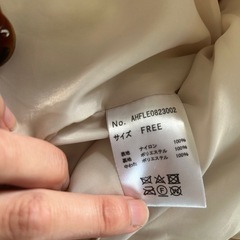 No. AHFLE0823002
サイズ FREE
表地 ナイロン 100%
裏地 ポリエステル 100%
中わた ポリエステル 100%